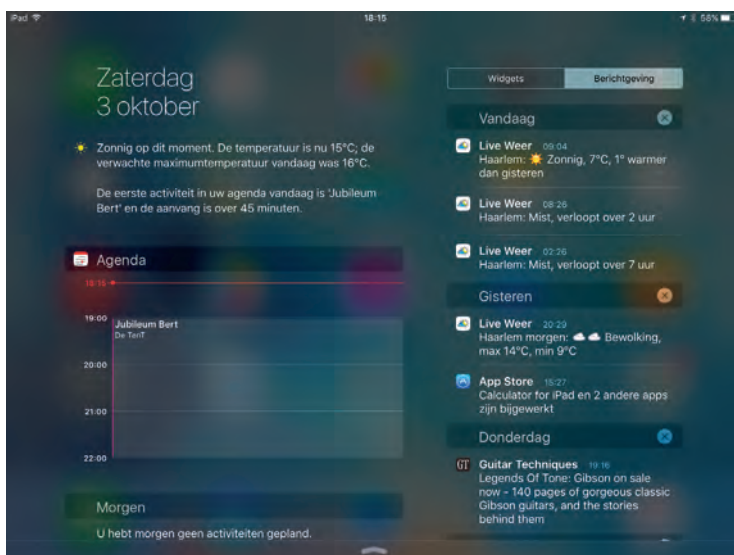 iPad
18:15
58%
Zaterdag
3 oktober
Zonnig op dit moment. De temperatuur is nu 15°C; de
verwachte maximumtemperatuur vandaag was 16°C.
De eerste activiteit in uw agenda vandaag is 'Jubileum
Bert' en de aanvang is over 45 minuten.
Agenda
18:15
19:00
Jubileum Bert
De TenT
20:00
21:00
22:00
Morgen
U hebt morgen geen activiteiten gepland.
Widgets
Berichtgeving
Vandaag
Live Weer 09:04
Haarlem: ☀️ Zonnig, 7°C, 1° warmer
dan gisteren
Live Weer 08:26
Haarlem: Mist, verloopt over 2 uur
Live Weer 02:26
Haarlem: Mist, verloopt over 7 uur
Gisteren
Live Weer 20:29
Haarlem morgen: ☁️☁️ Bewolking,
max 14°C, min 9°C
App Store 15:27
Calculator for iPad en 2 andere apps
zijn bijgewerkt
Donderdag
GT Guitar Techniques 19:16
Legends Of Tone: Gibson on sale
now - 140 pages of gorgeous classic
Gibson guitars, and the stories
behind them